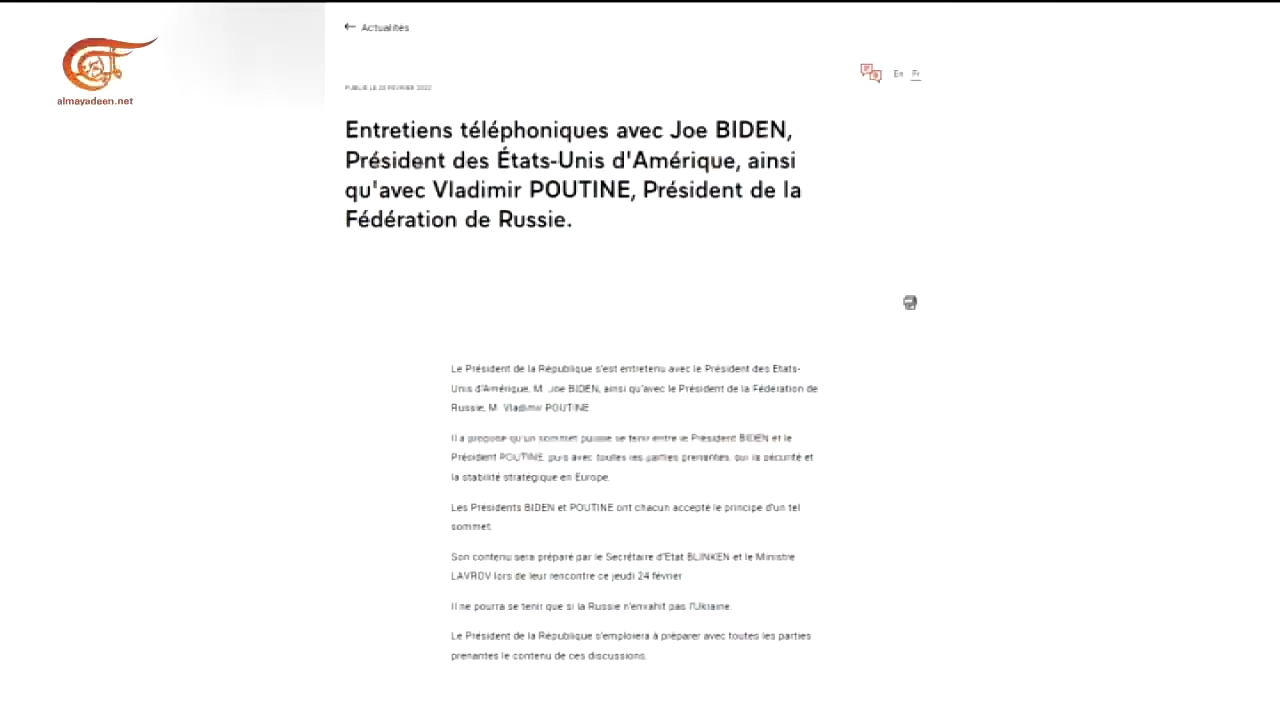 ← Actualités
almayadeen.net
En Fr
PUBLIÉ LE 20 FÉVRIER 2022
Entretiens téléphoniques avec Joe BIDEN,
Président des États-Unis d'Amérique, ainsi
qu'avec Vladimir POUTINE, Président de la
Fédération de Russie.
Le Président de la République s'est entretenu avec le Président des Etats-
Unis d'Amérique, M. Joe BIDEN, ainsi qu'avec le Président de la Fédération de
Russie, M. Vladimir POUTINE.
Il a proposé qu'un sommet puisse se tenir entre le Président BIDEN et le
Président POUTINE, puis avec toutes les parties prenantes, sur la sécurité et
la stabilité stratégique en Europe.
Les Présidents BIDEN et POUTINE ont chacun accepté le principe d'un tel
sommet.
Son contenu sera préparé par le Secrétaire d'Etat BLINKEN et le Ministre
LAVROV lors de leur rencontre ce jeudi 24 février.
Il ne pourra se tenir que si la Russie n'envahit pas l'Ukraine.
Le Président de la République s'emploiera à préparer avec toutes les parties
prenantes le contenu de ces discussions.